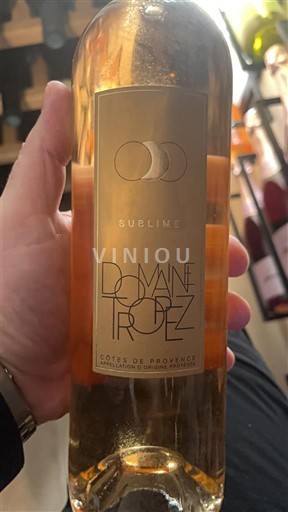 SUBLIME
VINIOU
DOMAINE
TROPEZ
CÔTES DE PROVENCE
APPELLATION D'ORIGINE PROTÉGÉE